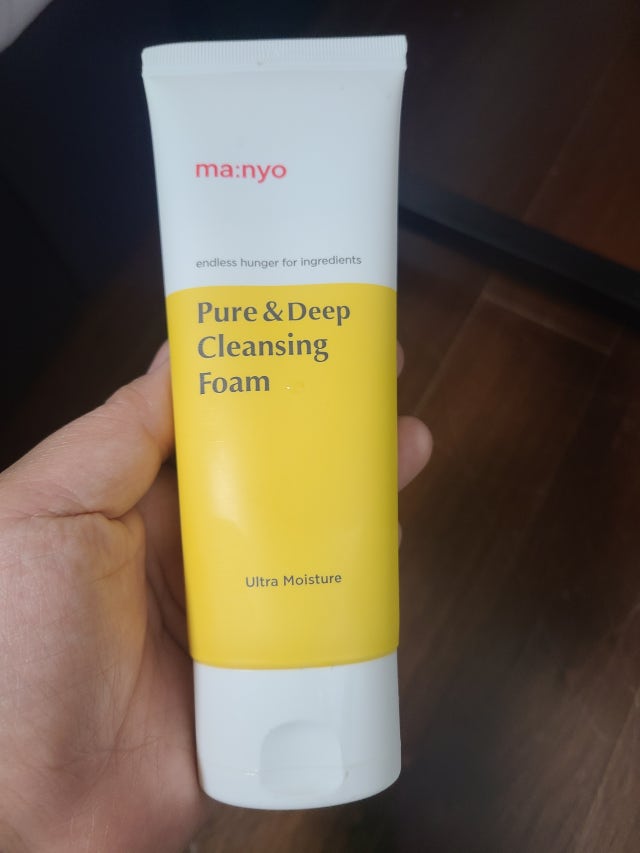 ma:nyo
endless hunger for ingredients
Pure & Deep
Cleansing
Foam
Ultra Moisture